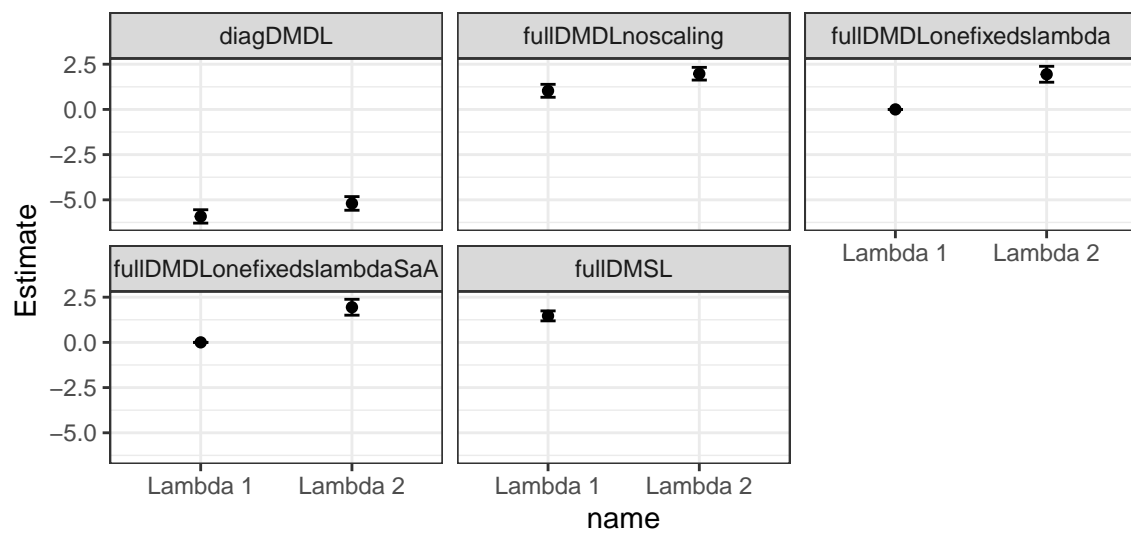 diagDMDL
fullDMDLnoscaling
fullDMDLonefixedslambda
2.5
0.0
−2.5
−5.0
Lambda 1
Lambda 2
fullDMDLonefixedslambdaSaA
fullDMSL
2.5
0.0
−2.5
−5.0
Lambda 1
Lambda 2
Lambda 1
Lambda 2
name
Estimate